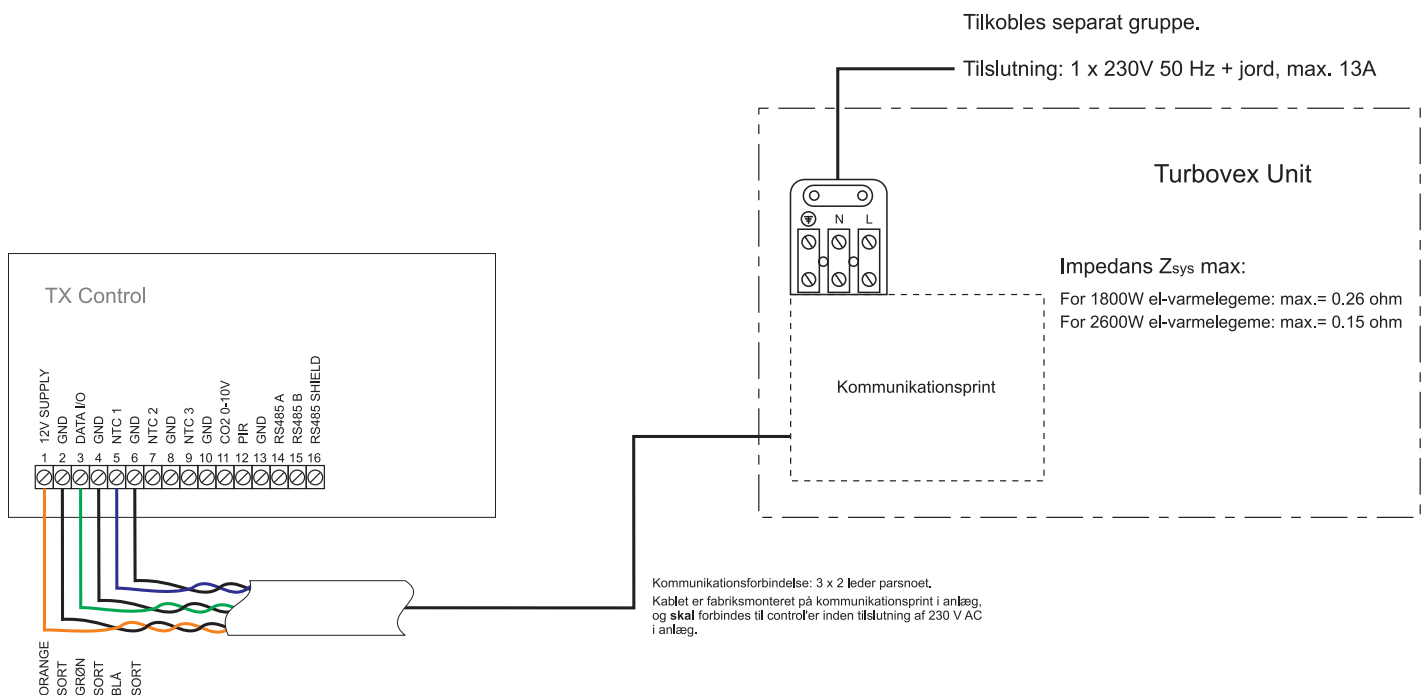 Tilkobles separat gruppe.
Tilslutning: 1 x 230V 50 Hz + jord, max. 13A
Turbovex Unit
N
L
Impedans Zsys max:
For 1800W el-varmelegeme: max.= 0.26 ohm
For 2600W el-varmelegeme: max.= 0.15 ohm
Kommunikationsprint
TX Control
12V SUPPLY
GND
DATA I/O
GND
NTC 1
GND
NTC 2
GND
NTC 3
GND
CO2 0-10V
PIR
GND
RS485 A
RS485 B
RS485 SHIELD
1 2 3 4 5 6 7 8 9 10 11 12 13 14 15 16
Kommunikationsforbindelse: 3 x 2 leder parsnoet.
Kablet er fabriksmonteret på kommunikationsprint i anlæg,
og skal forbindes til control'er inden tilslutning af 230 V AC
i anlæg.
ORANGE
SORT
GRØN
SORT
BLÅ
SORT